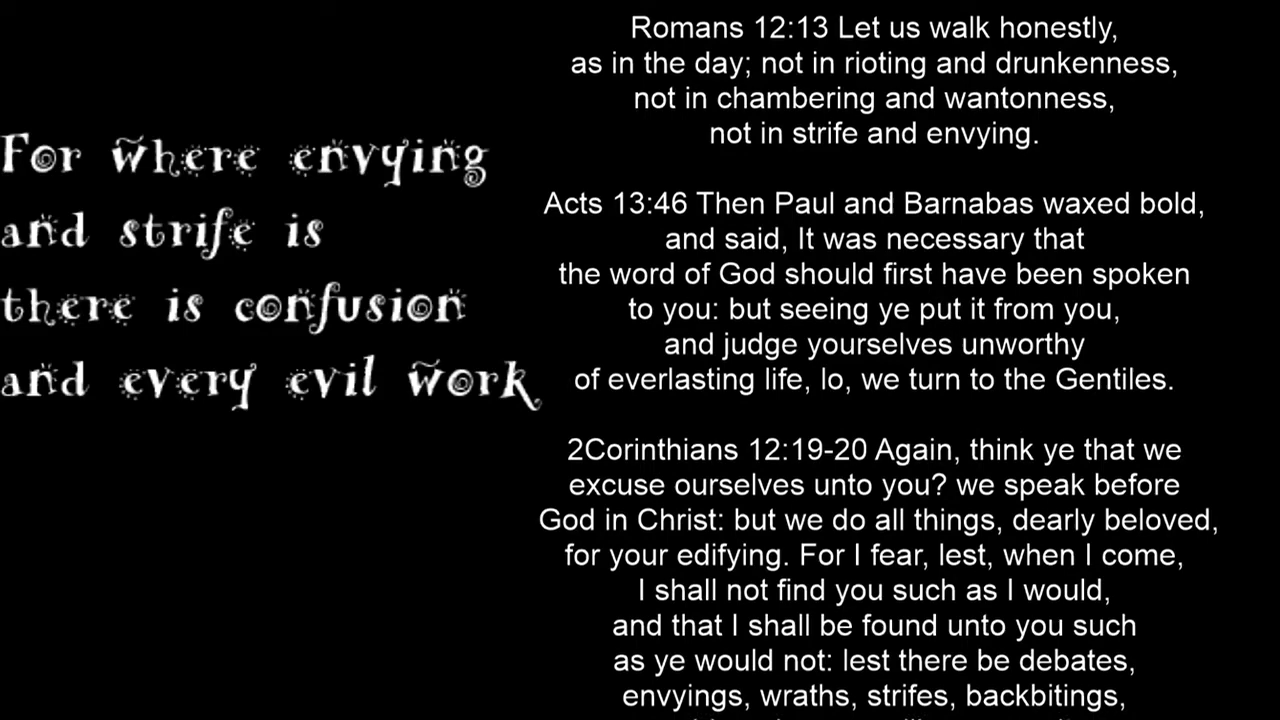 For where envying
and strife is
there is confusion
and every evil work
Romans 12:13 Let us walk honestly,
as in the day; not in rioting and drunkenness,
not in chambering and wantonness,
not in strife and envying.
Acts 13:46 Then Paul and Barnabas waxed bold,
and said, It was necessary that
the word of God should first have been spoken
to you: but seeing ye put it from you,
and judge yourselves unworthy
of everlasting life, lo, we turn to the Gentiles.
2Corinthians 12:19-20 Again, think ye that we
excuse ourselves unto you? we speak before
God in Christ: but we do all things, dearly beloved,
for your edifying. For I fear, lest, when I come,
I shall not find you such as I would,
and that I shall be found unto you such
as ye would not: lest there be debates,
envyings, wraths, strifes, backbitings,